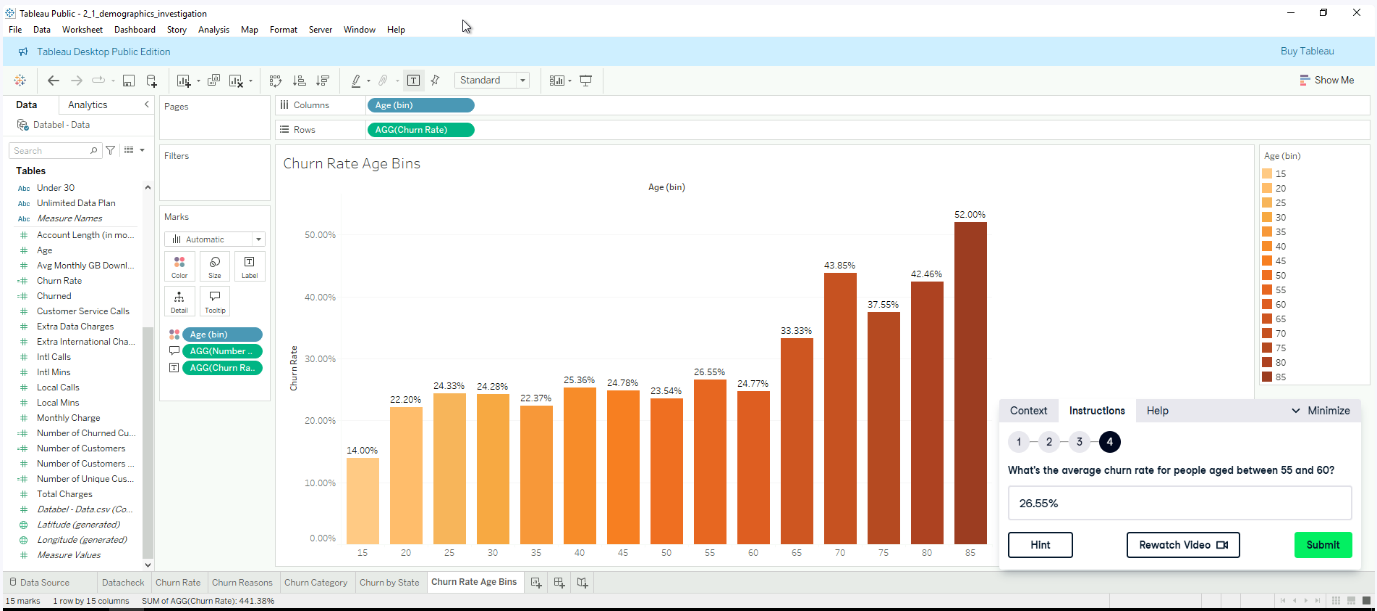 Tableau Public - 2_1_demographics_investigation
File Data Worksheet Dashboard Story Analysis Map Format Server Window Help
Tableau Desktop Public Edition
Buy Tableau
Standard
Show Me
Data Analytics
Databel - Data
Search
Tables
Abc Under 30
Abc Unlimited Data Plan
Abc Measure Names
Account Length (in mo...
Age
Avg Monthly GB Downl...
Churn Rate
Churned
Customer Service Calls
Extra Data Charges
Extra International Cha...
Intl Calls
Intl Mins
Local Calls
Local Mins
Monthly Charge
Number of Churned Cu...
Number of Customers
Number of Customers ...
Number of Unique Cus...
Total Charges
Databel - Data.csv (Co...
Latitude (generated)
Longitude (generated)
Measure Values
Pages
Filters
Marks
Automatic
Color Size Label
Detail Tooltip
Age (bin)
AGG(Number ..
AGG(Churn Ra..
Columns Age (bin)
Rows AGG(Churn Rate)
Churn Rate Age Bins
Age (bin)
Churn Rate
50.00%
40.00%
30.00%
20.00%
10.00%
0.00%
14.00% 22.20% 24.33% 24.28% 22.37% 25.36% 24.78% 23.54% 26.55% 24.77% 33.33% 43.85% 37.55% 42.46% 52.00%
15 20 25 30 35 40 45 50 55 60 65 70 75 80 85
Age (bin)
15
20
25
30
35
40
45
50
55
60
65
70
75
80
85
Context Instructions Help Minimize
1 2 3 4
What's the average churn rate for people aged between 55 and 60?
26.55%
Hint Rewatch Video Submit
Data Source Datacheck Churn Rate Churn Reasons Churn Category Churn by State Churn Rate Age Bins
15 marks 1 row by 15 columns SUM of AGG(Churn Rate): 441.38%